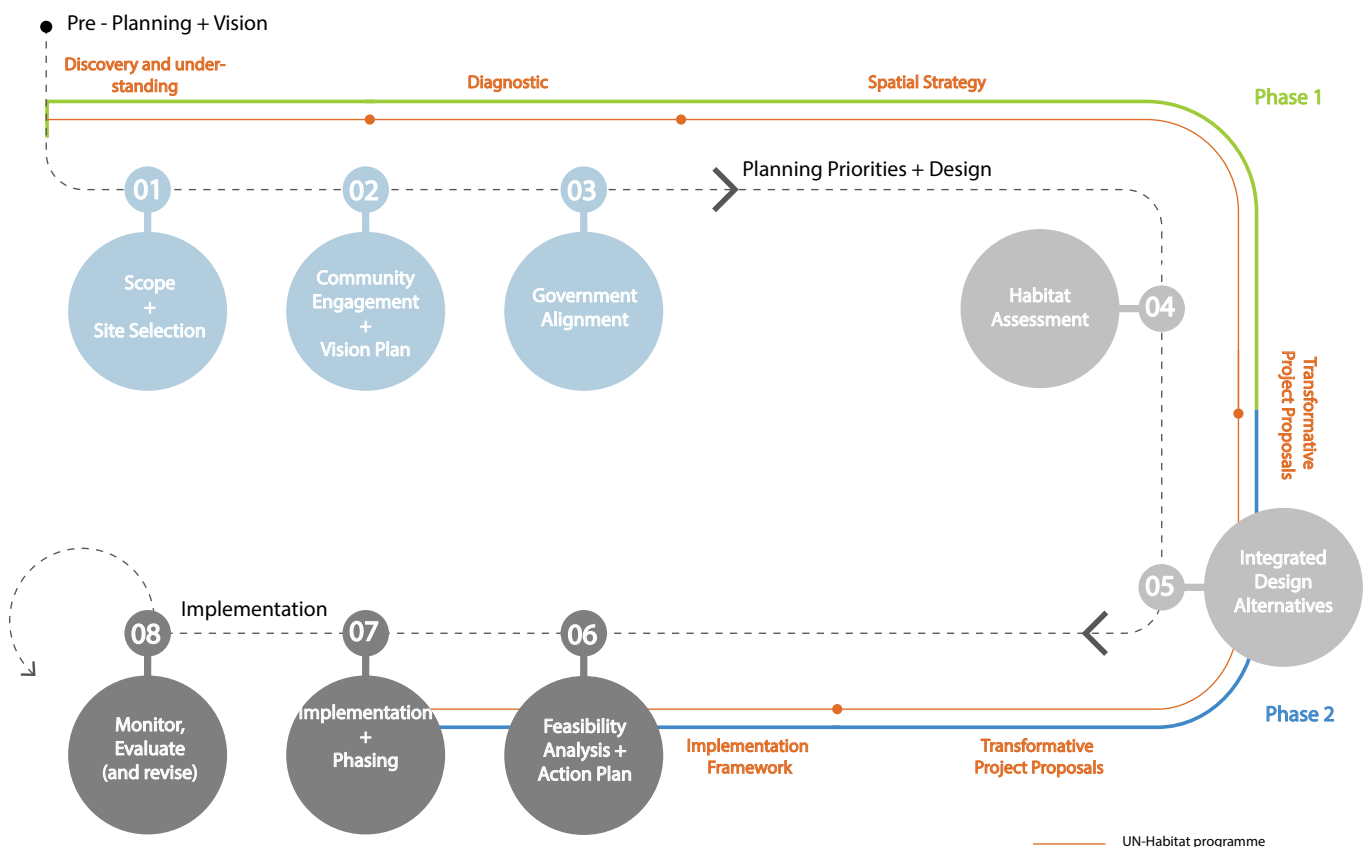 Pre - Planning + Vision
Discovery and under-
standing
Diagnostic
Spatial Strategy
Phase 1
Planning Priorities + Design
01
02
03
Scope
+
Site Selection
Community
Engagement
+
Vision Plan
Government
Alignment
Habitat
Assessment
04
Transformative
Project Proposals
05
Integrated
Design
Alternatives
Implementation
08
07
06
Monitor,
Evaluate
(and revise)
Implementation
+
Phasing
Feasibility
Analysis +
Action Plan
Implementation
Framework
Transformative
Project Proposals
Phase 2
UN-Habitat programme